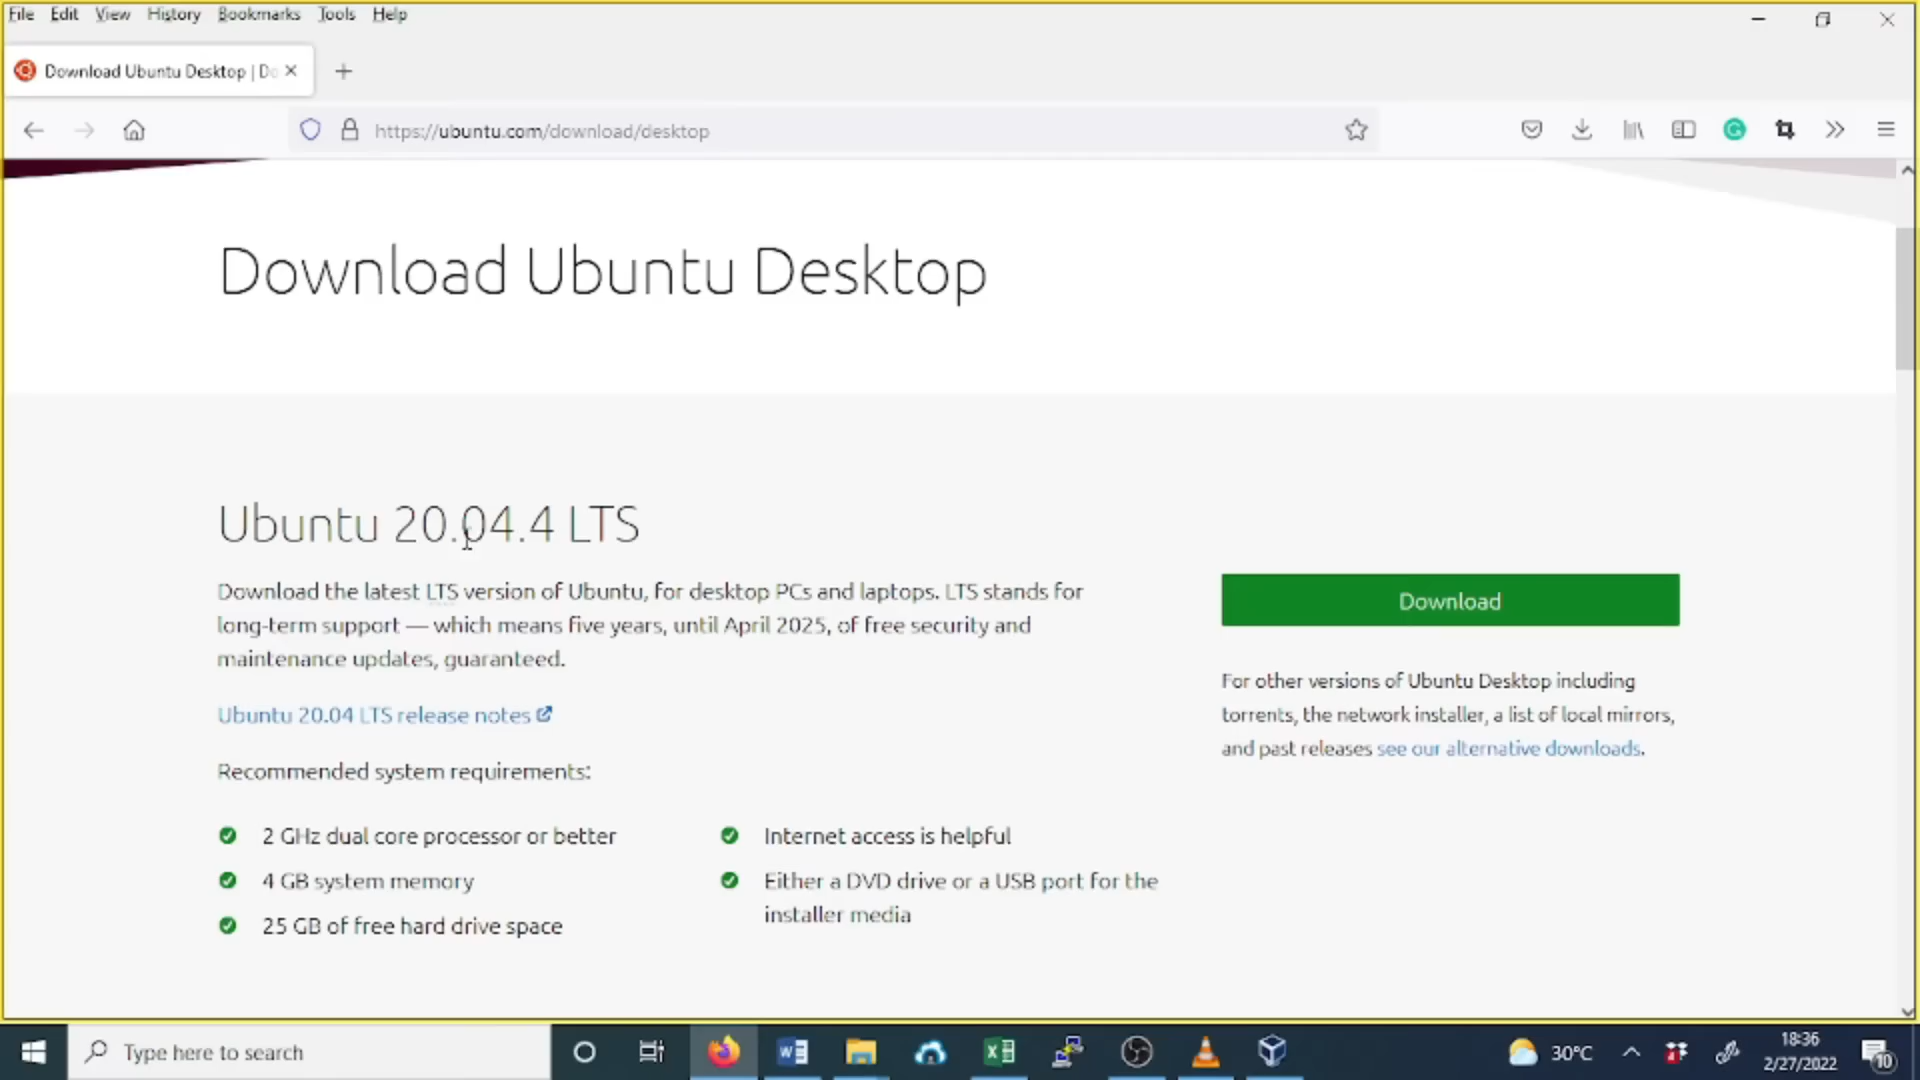 File Edit View History Bookmarks Tools Help
Download Ubuntu Desktop | Do
https://ubuntu.com/download/desktop
Download Ubuntu Desktop
Ubuntu 20.04.4 LTS
Download the latest LTS version of Ubuntu, for desktop PCs and laptops. LTS stands for
long-term support — which means five years, until April 2025, of free security and
maintenance updates, guaranteed.
Ubuntu 20.04 LTS release notes
Recommended system requirements:
2 GHz dual core processor or better
4 GB system memory
25 GB of free hard drive space
Internet access is helpful
Either a DVD drive or a USB port for the
installer media
Download
For other versions of Ubuntu Desktop including
torrents, the network installer, a list of local mirrors,
and past releases see our alternative downloads.
Type here to search
30°C
18:36
2/27/2022
10